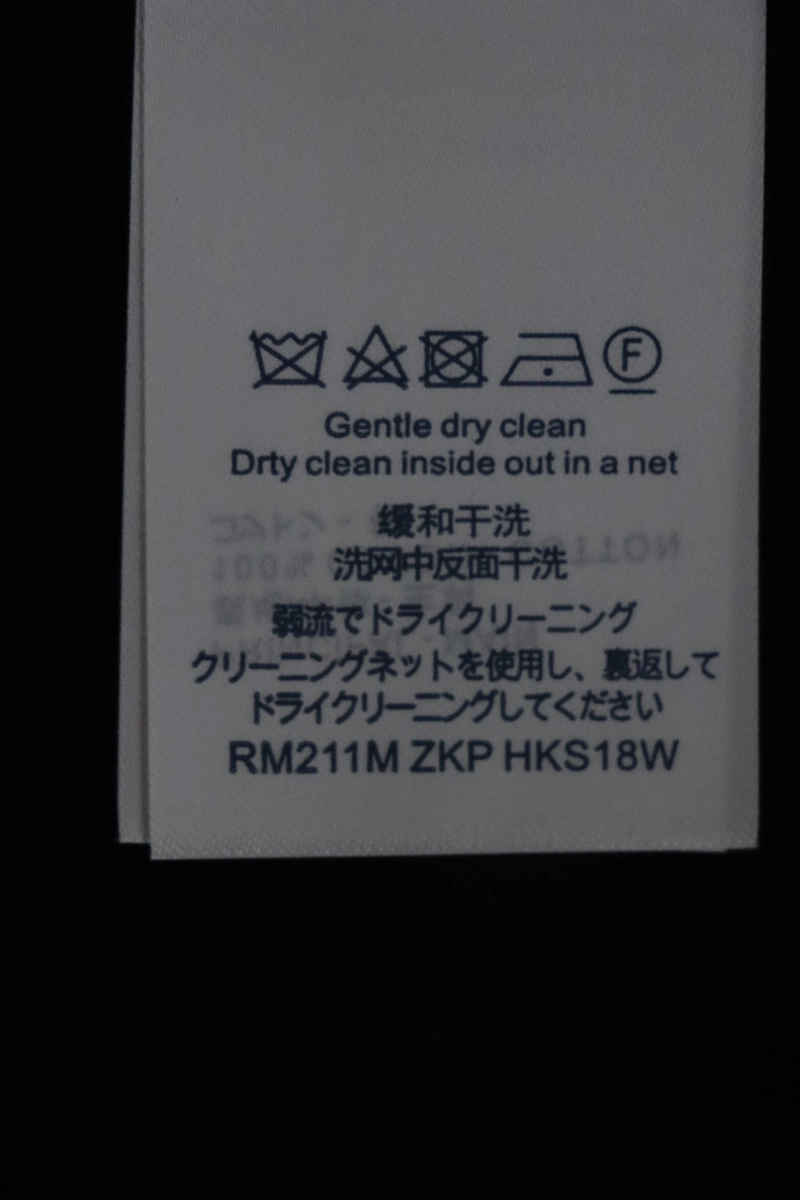 F
Gentle dry clean
Drty clean inside out in a net
缓和干洗
洗网中反面干洗
弱流でドライクリーニング
クリーニングネットを使用し、裏返して
ドライクリーニングしてください
RM211M ZKP HKS18W